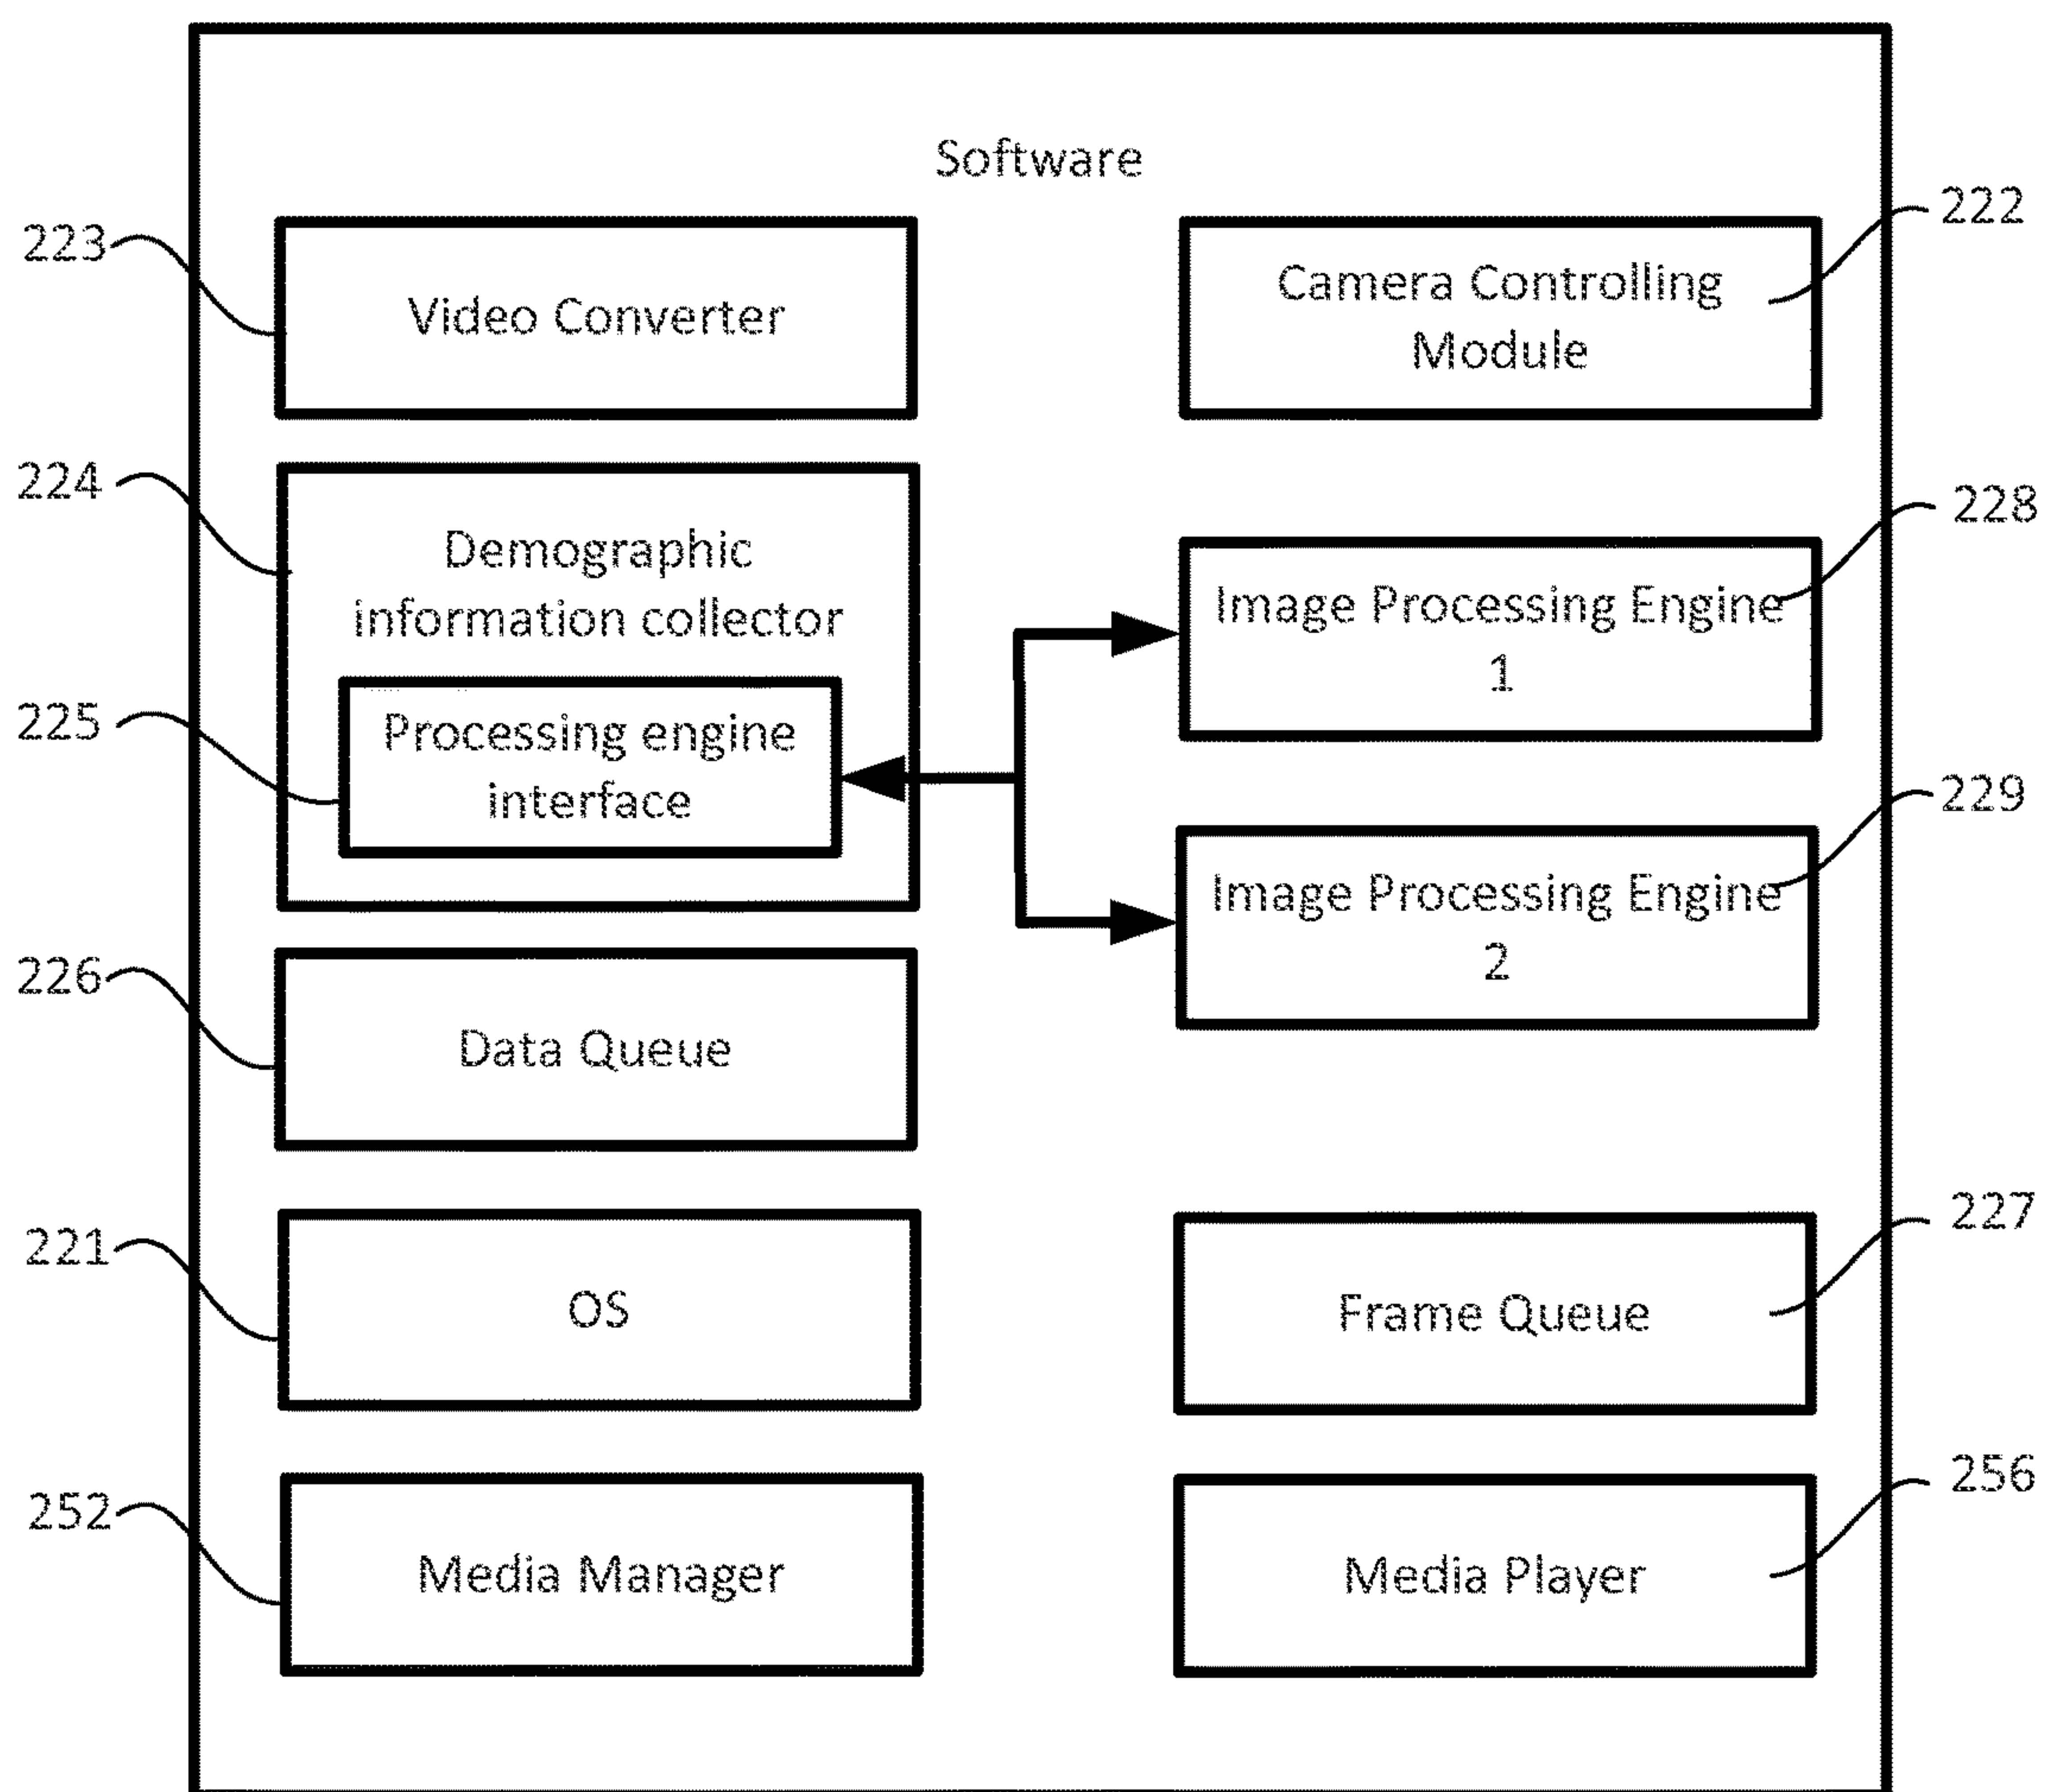 Software
223
Video Converter
222
Camera Controlling
Module
224
Demographic
information collector
225
Processing engine
interface
228
Image Processing Engine
1
229
Image Processing Engine
2
226
Data Queue
221
OS
227
Frame Queue
252
Media Manager
256
Media Player